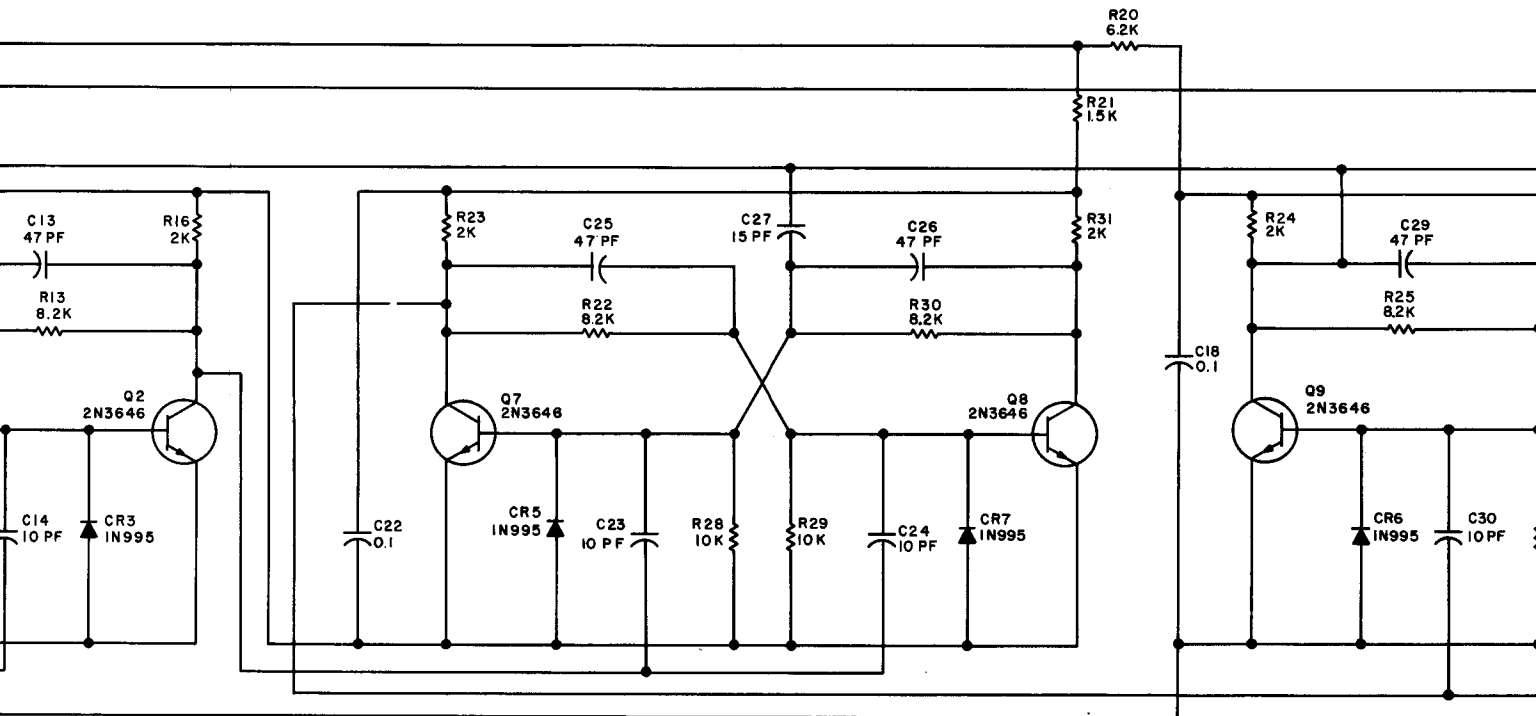 R20
6.2K
R21
1.5K
C13
47 PF
R16
2K
R23
2K
C25
47 PF
C27
15 PF
C26
47 PF
R31
2K
R24
2K
C29
47 PF
R13
8.2K
R22
8.2K
R30
8.2K
R25
8.2K
C18
0.1
Q2
2N3646
Q7
2N3646
Q8
2N3646
Q9
2N3646
C14
10 PF
CR3
1N995
C22
0.1
CR5
1N995
C23
10 PF
R28
10K
R29
10K
C24
10 PF
CR7
1N995
CR6
1N995
C30
10 PF